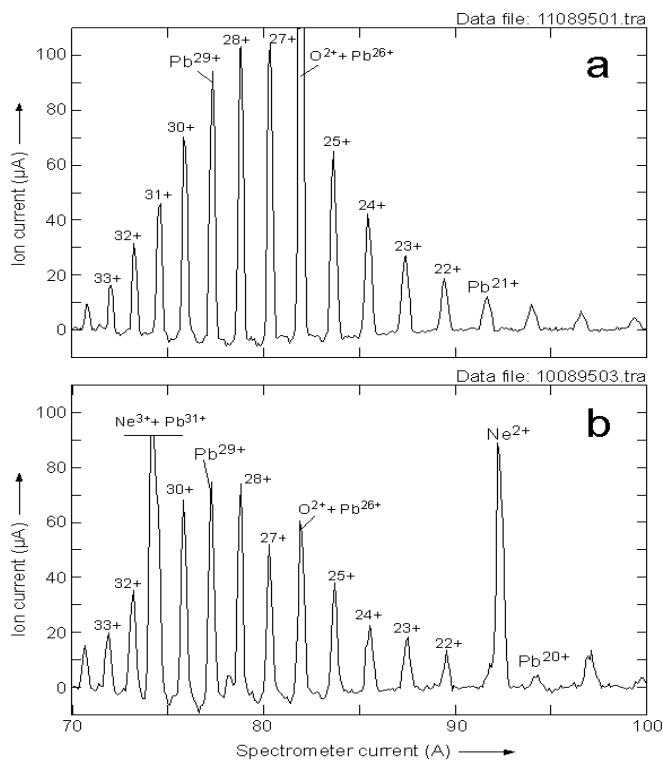 Data file: 11089501.tra
a
Ion current (µA)
100
80
60
40
20
0
33+
32+
31+
30+
Pb²⁹⁺
28+
27+
O²⁺ + Pb²⁶⁺
25+
24+
23+
22+
Pb²¹⁺
Data file: 10089503.tra
b
Ion current (µA)
100
80
60
40
20
0
33+
32+
Ne³⁺ + Pb³¹⁺
30+
Pb²⁹⁺
28+
27+
O²⁺ + Pb²⁶⁺
25+
24+
23+
22+
Ne²⁺
Pb²⁰⁺
70 80 90 100
Spectrometer current (A)